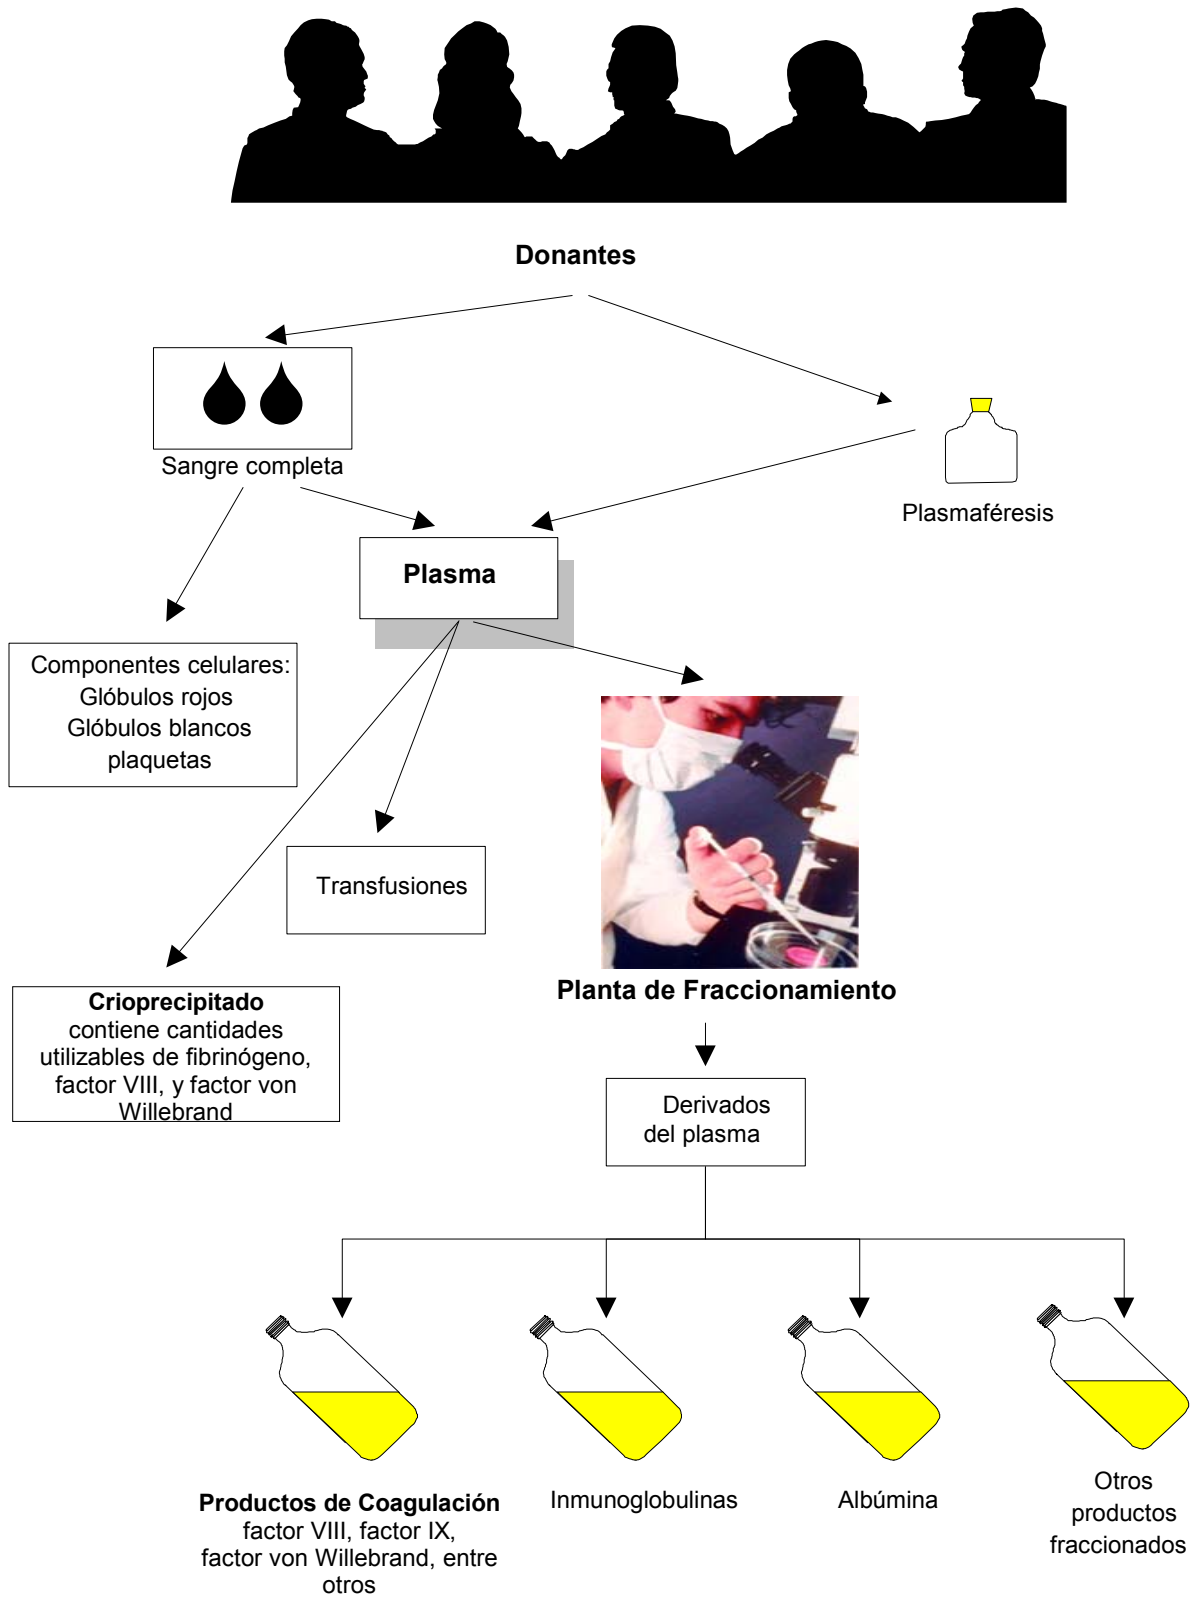 Donantes
Sangre completa
Plasmaféresis
Plasma
Componentes celulares:
Glóbulos rojos
Glóbulos blancos
plaquetas
Transfusiones
Planta de Fraccionamiento
Crioprecipitado
contiene cantidades
utilizables de fibrinógeno,
factor VIII, y factor von
Willebrand
Derivados
del plasma
Productos de Coagulación
factor VIII, factor IX,
factor von Willebrand, entre
otros
Inmunoglobulinas
Albúmina
Otros
productos
fraccionados